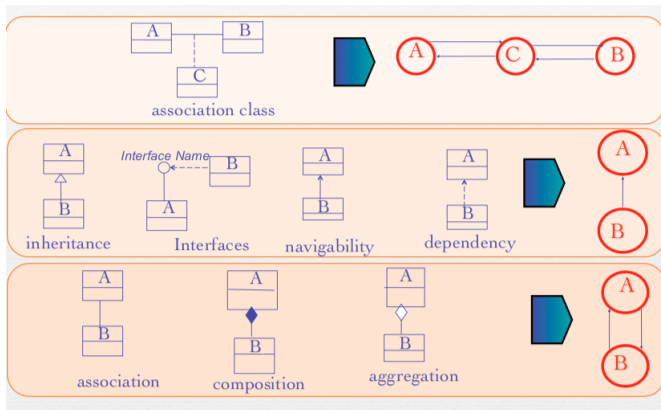 A B A C B
C
association class
A Interface Name B A A A
B A B B B
inheritance Interfaces navigability dependency
A A A A
B B B B
association composition aggregation